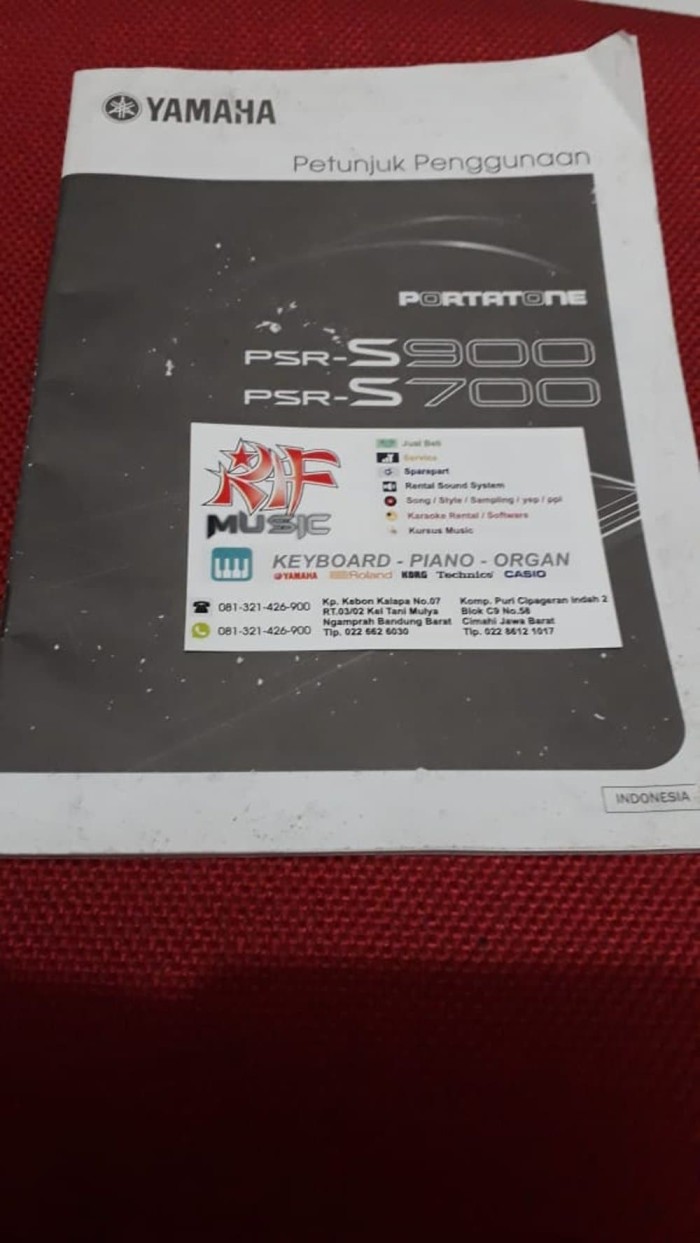 YAMAHA
Petunjuk Penggunaan
PORTATONE
PSR-S900
PSR-S700
RHF
MUSIC
Jual Beli
Service
Sparepart
Rental Sound System
Song / Style / Sampling / yep / ppi
Karaoke Rental / Software
Kursus Music
KEYBOARD - PIANO - ORGAN
YAMAHA Roland KORG Technics CASIO
081-321-426-900
081-321-426-900
Kp. Kebon Kalapa No.07
RT.03/02 Kel Tani Mulya
Ngamprah Bandung Barat
Tlp. 022 662 6030
Komp. Puri Cipageran Indah 2
Blok C9 No.58
Cimahi Jawa Barat
Tlp. 022 8612 1017
INDONESIA